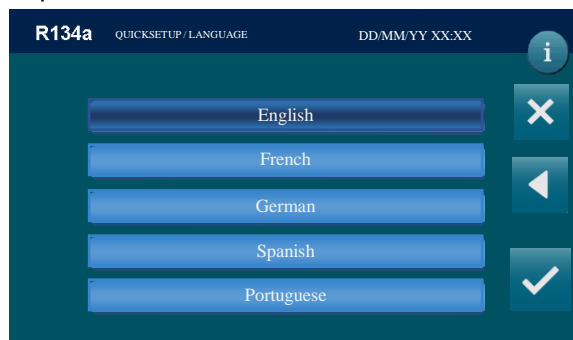 R134a QUICKSETUP / LANGUAGE DD/MM/YY XX:XX
i
English
French
German
Spanish
Portuguese